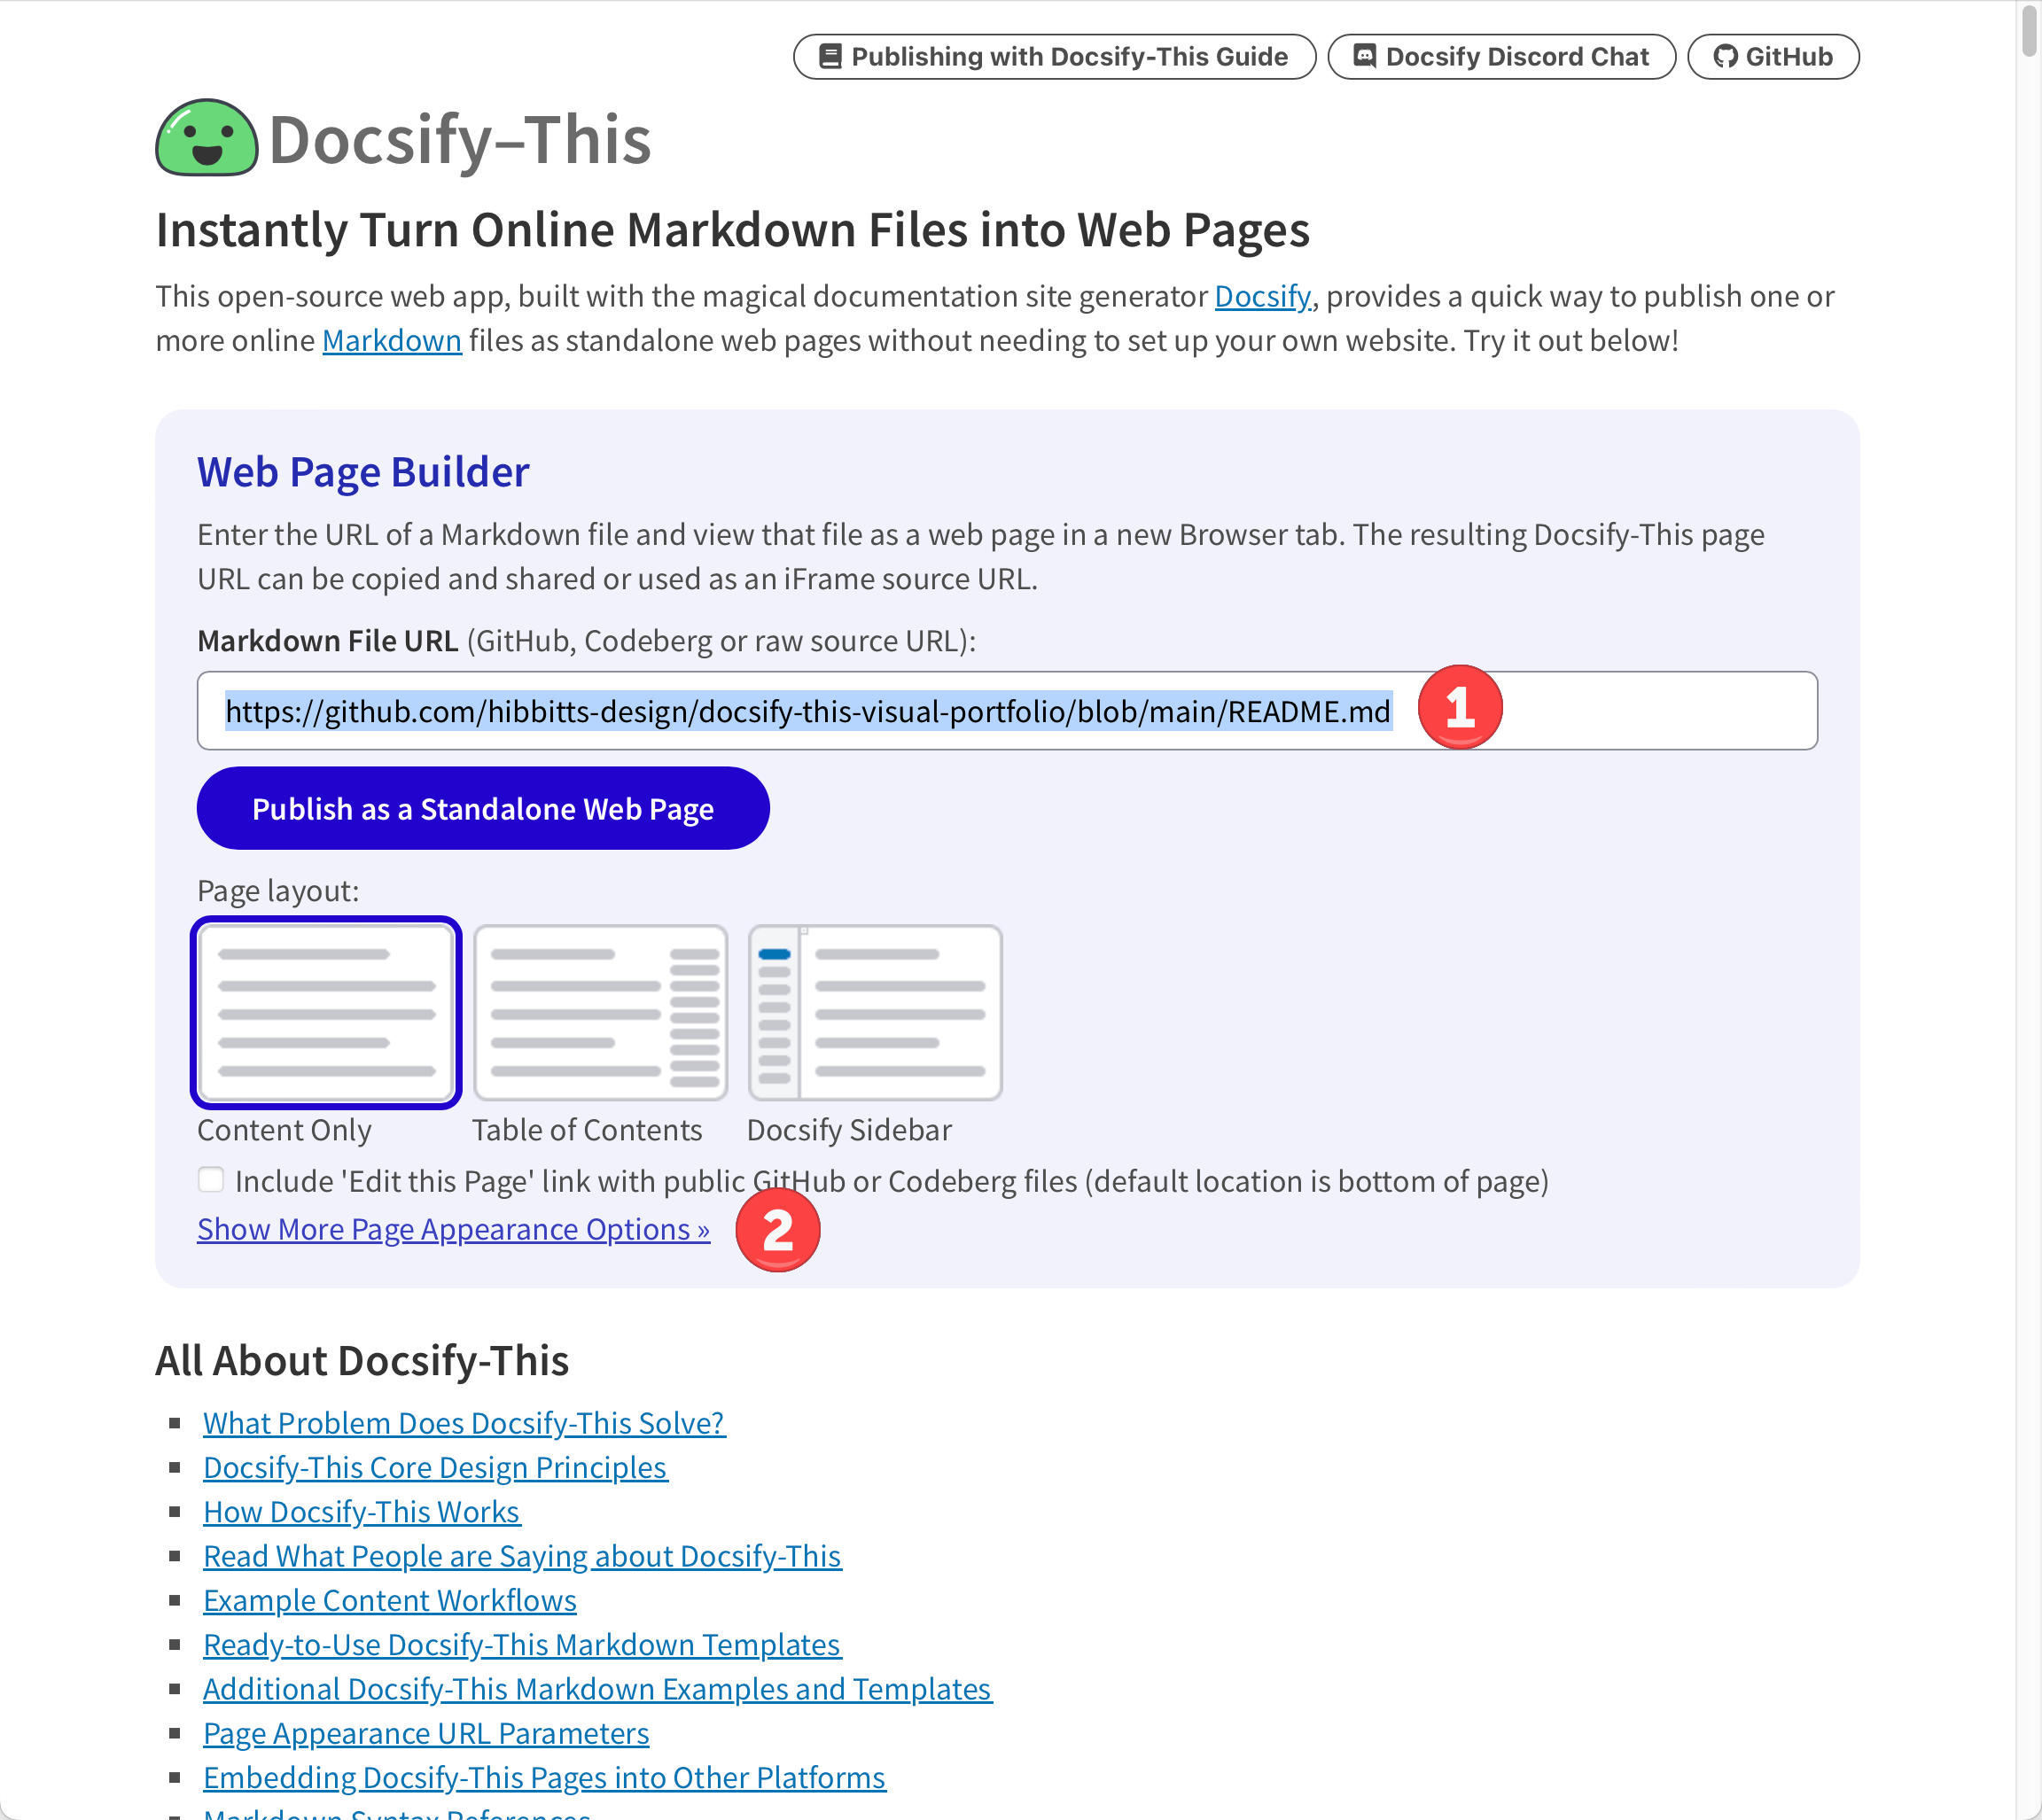 Publishing with Docsify-This Guide
Docsify Discord Chat
GitHub
Docsify–This
Instantly Turn Online Markdown Files into Web Pages
This open-source web app, built with the magical documentation site generator Docsify, provides a quick way to publish one or
more online Markdown files as standalone web pages without needing to set up your own website. Try it out below!
Web Page Builder
Enter the URL of a Markdown file and view that file as a web page in a new Browser tab. The resulting Docsify-This page
URL can be copied and shared or used as an iFrame source URL.
Markdown File URL (GitHub, Codeberg or raw source URL):
https://github.com/hibbitts-design/docsify-this-visual-portfolio/blob/main/README.md
1
Publish as a Standalone Web Page
Page layout:
Content Only
Table of Contents
Docsify Sidebar
Include 'Edit this Page' link with public GitHub or Codeberg files (default location is bottom of page)
Show More Page Appearance Options »
2
All About Docsify-This
▪ What Problem Does Docsify-This Solve?
▪ Docsify-This Core Design Principles
▪ How Docsify-This Works
▪ Read What People are Saying about Docsify-This
▪ Example Content Workflows
▪ Ready-to-Use Docsify-This Markdown Templates
▪ Additional Docsify-This Markdown Examples and Templates
▪ Page Appearance URL Parameters
▪ Embedding Docsify-This Pages into Other Platforms
▪ Markdown Syntax References